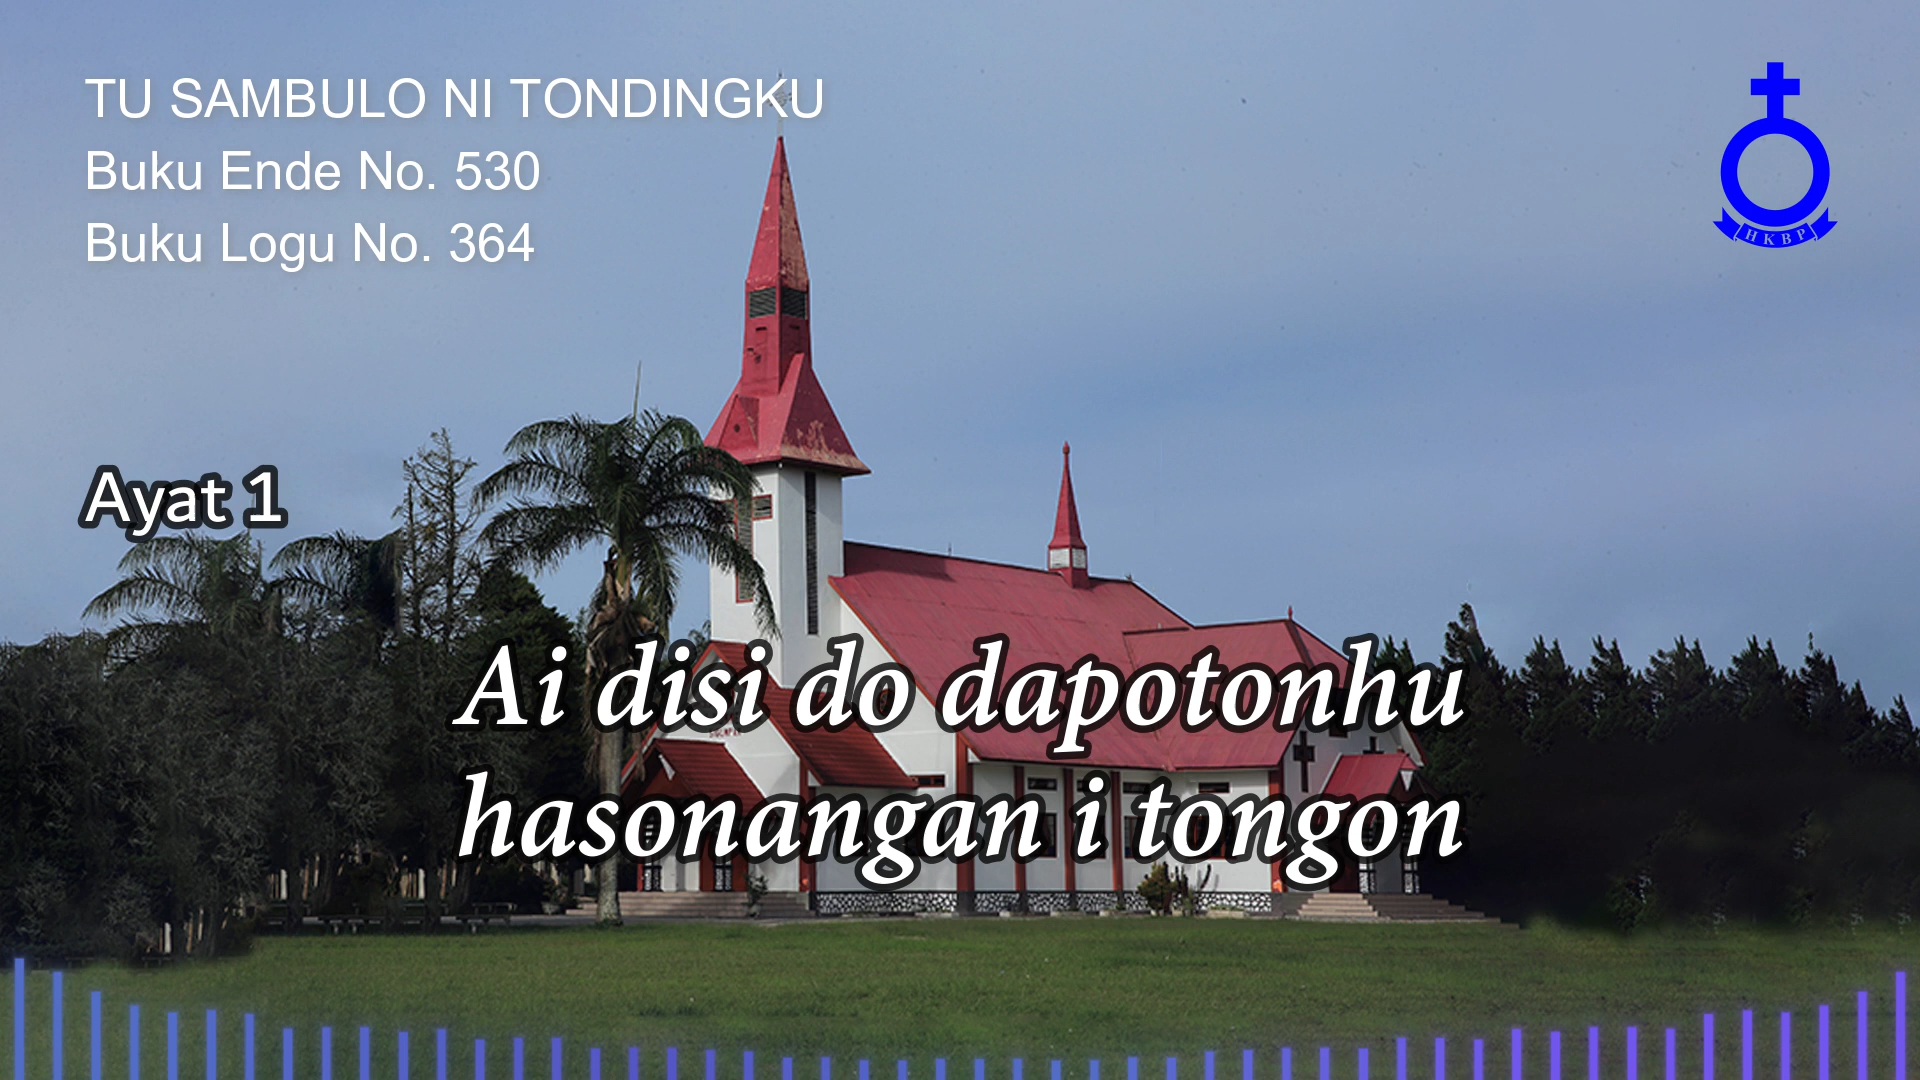 TU SAMBULO NI TONDINGKU
Buku Ende No. 530
Buku Logu No. 364
HKBP
Ayat 1
Ai disi do dapotonhu
hasonangan i tongon